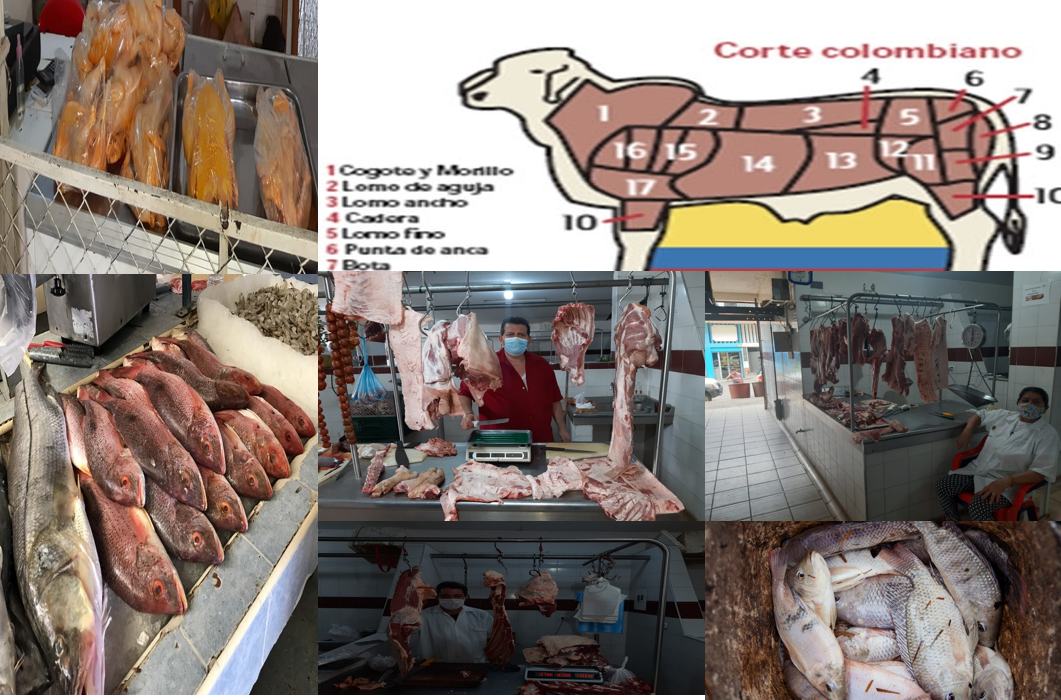 Corte colombiano
4
6
7
8
9
10
1
2
3
5
16
15
14
13
12
11
17
10
1 Cogote y Morillo
2 Lomo de aguja
3 Lomo ancho
4 Cadera
5 Lomo fino
6 Punta de anca
7 Bota